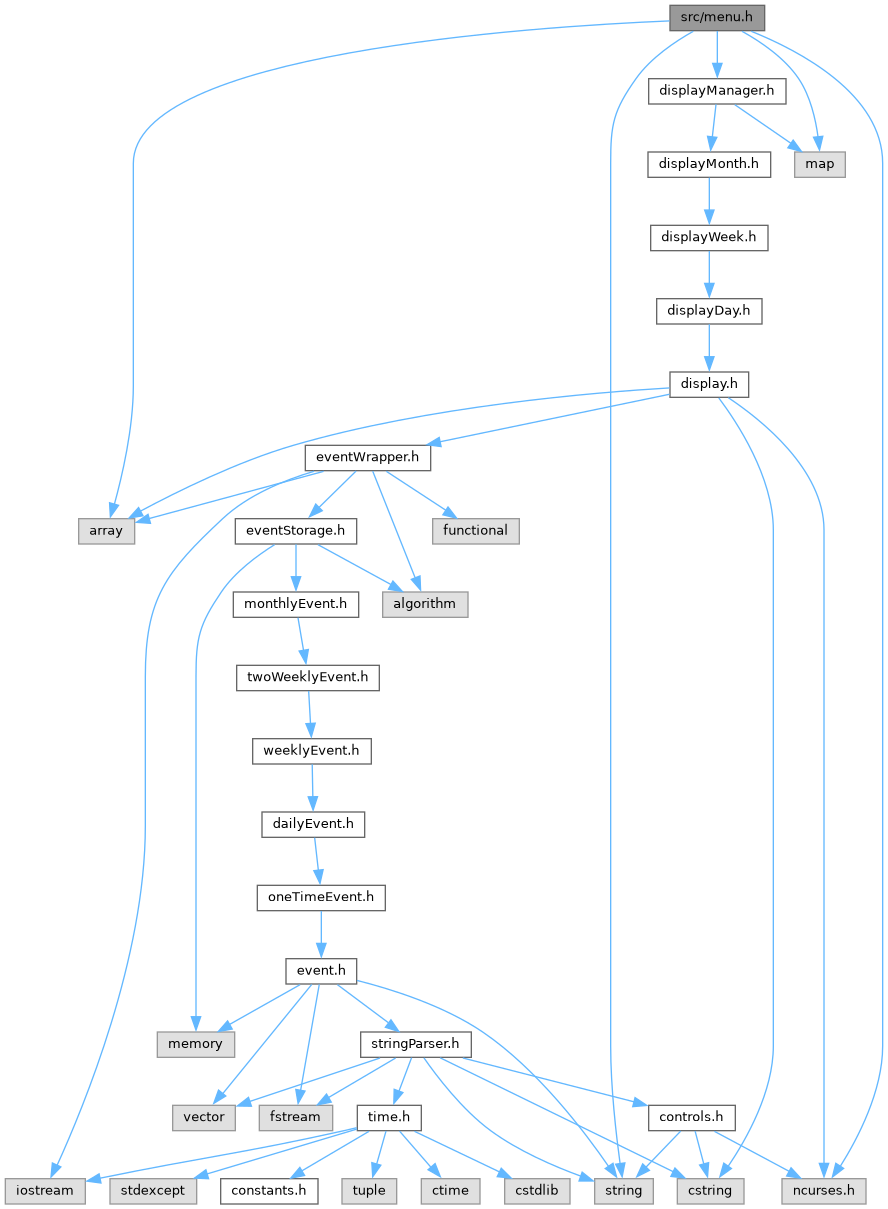 src/menu.h
displayManager.h
displayMonth.h
map
displayWeek.h
displayDay.h
display.h
eventWrapper.h
array
eventStorage.h
functional
monthlyEvent.h
algorithm
twoWeeklyEvent.h
weeklyEvent.h
dailyEvent.h
oneTimeEvent.h
event.h
memory
stringParser.h
vector
fstream
time.h
controls.h
iostream
stdexcept
constants.h
tuple
ctime
cstdlib
string
cstring
ncurses.h